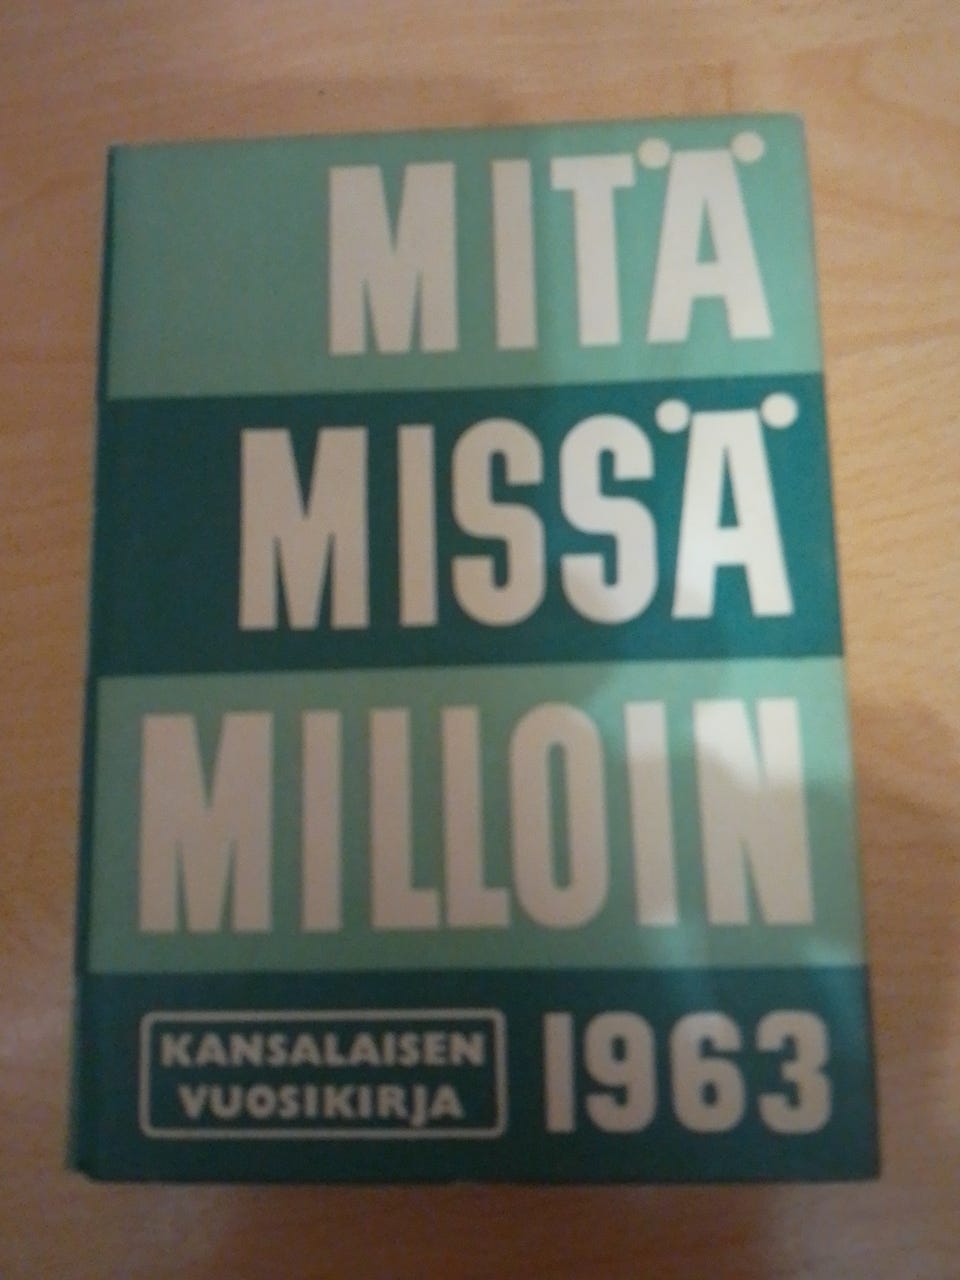 MITÄ
MISSÄ
MILLOIN
KANSALAISEN
VUOSIKIRJA
1963